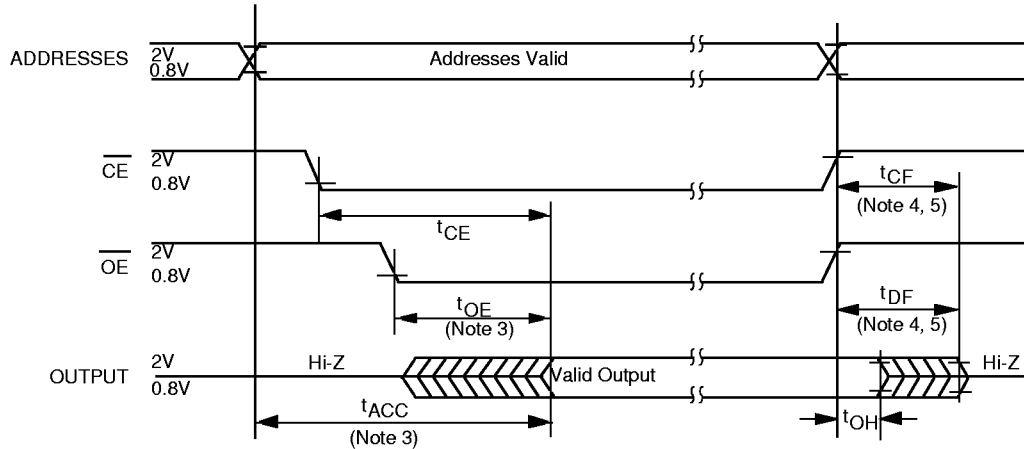 ADDRESSES 2V 0.8V Addresses Valid
CE 2V 0.8V
tCF
(Note 4, 5)
tCE
OE 2V 0.8V
tOE
(Note 3)
tDF
(Note 4, 5)
OUTPUT 2V 0.8V Hi-Z Valid Output Hi-Z
tACC
(Note 3)
tOH